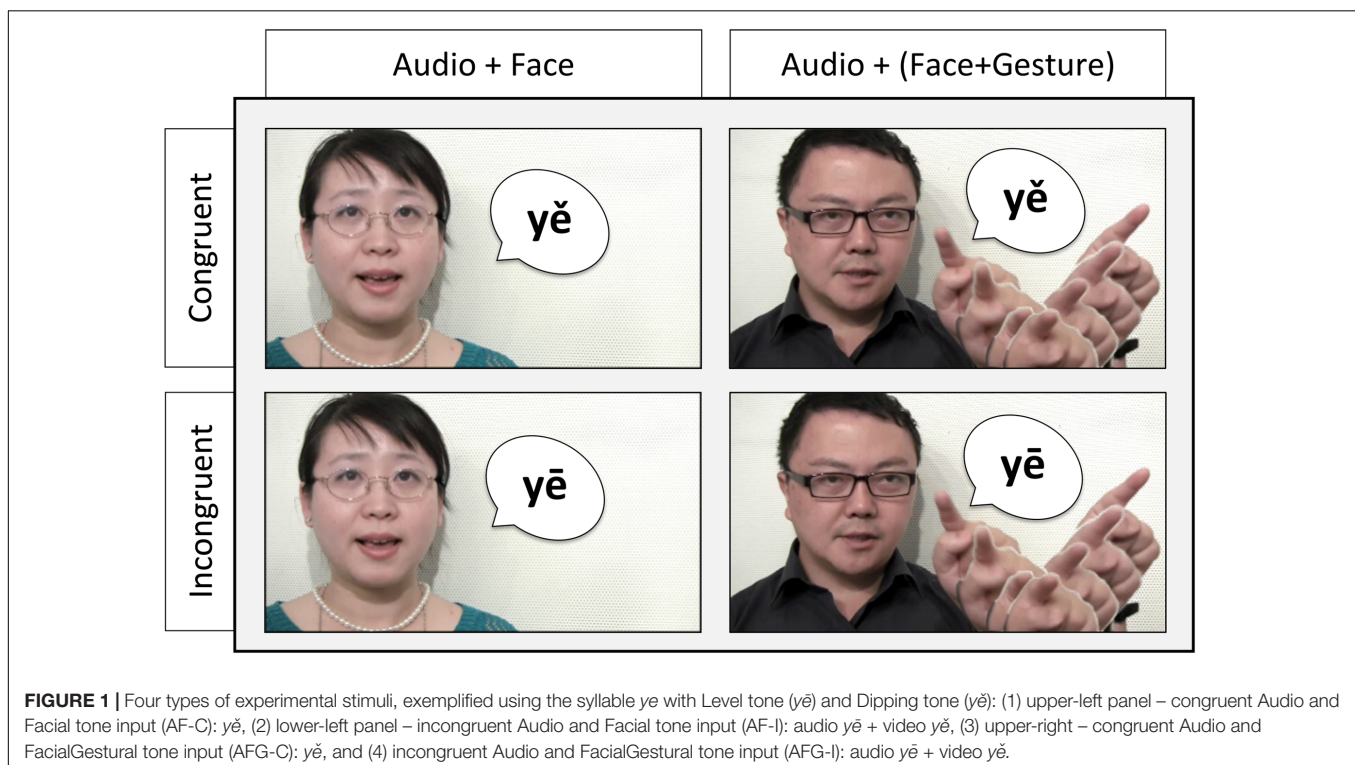 Audio + Face
Audio + (Face+Gesture)
Congruent
yě
yě
Incongruent
yē
yē
FIGURE 1 | Four types of experimental stimuli, exemplified using the syllable ye with Level tone (yē) and Dipping tone (yě): (1) upper-left panel – congruent Audio and
Facial tone input (AF-C): yě, (2) lower-left panel – incongruent Audio and Facial tone input (AF-I): audio yē + video yě, (3) upper-right – congruent Audio and
FacialGestural tone input (AFG-C): yě, and (4) incongruent Audio and FacialGestural tone input (AFG-I): audio yē + video yě.